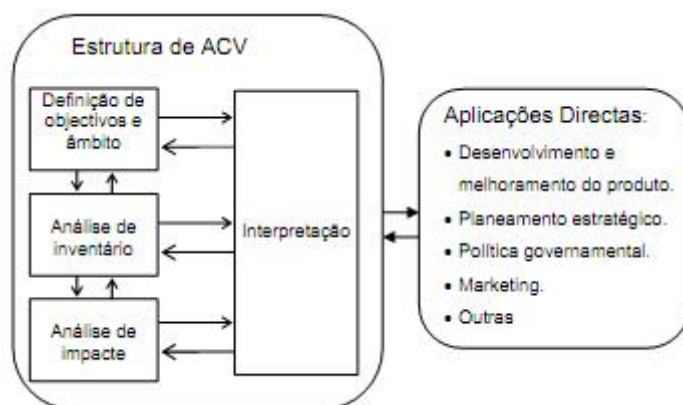 Estrutura de ACV
Definição de
objectivos e
âmbito
Análise de
inventário
Análise de
impacte
Interpretação
Aplicações Directas:
• Desenvolvimento e
melhoramento do produto.
• Planeamento estratégico.
• Política governamental.
• Marketing.
• Outras